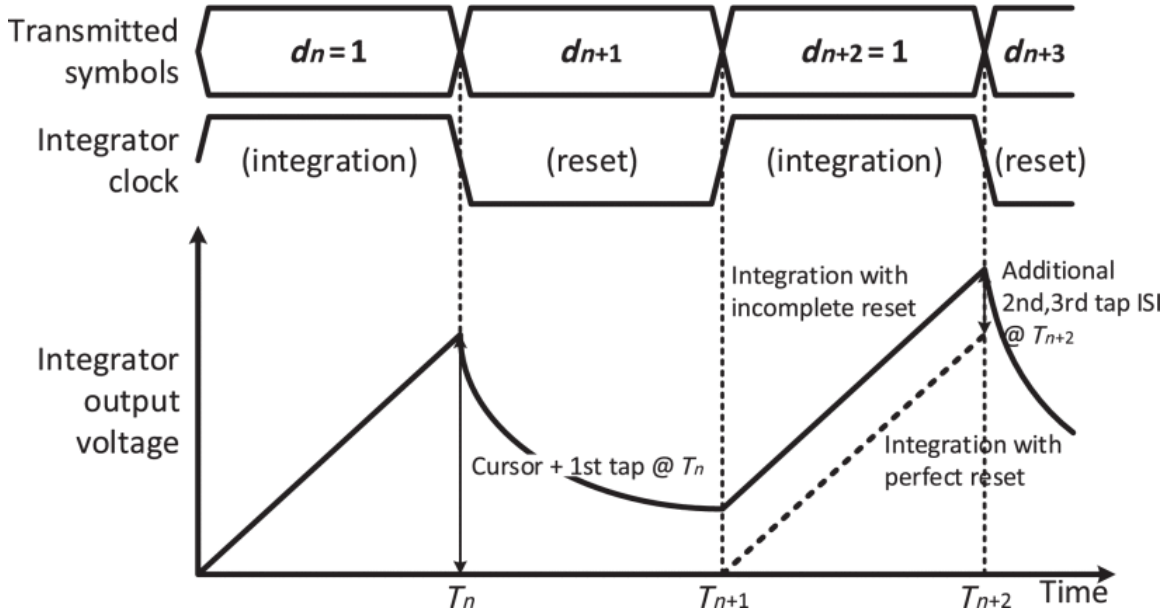 Transmitted
symbols
dn = 1
dn+1
dn+2 = 1
dn+3
Integrator
clock
(integration)
(reset)
(integration)
(reset)
Integration with
incomplete reset
Additional
2nd,3rd tap ISI
@ Tn+2
Integrator
output
voltage
Cursor + 1st tap @ Tn
Integration with
perfect reset
Tn
Tn+1
Tn+2
Time